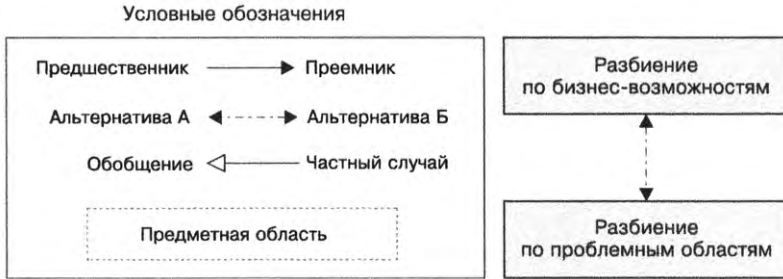 Условные обозначения
Предшественник Преемник
Альтернатива А Альтернатива Б
Обобщение Частный случай
Предметная область
Разбиение
по бизнес-возможностям
Разбиение
по проблемным областям